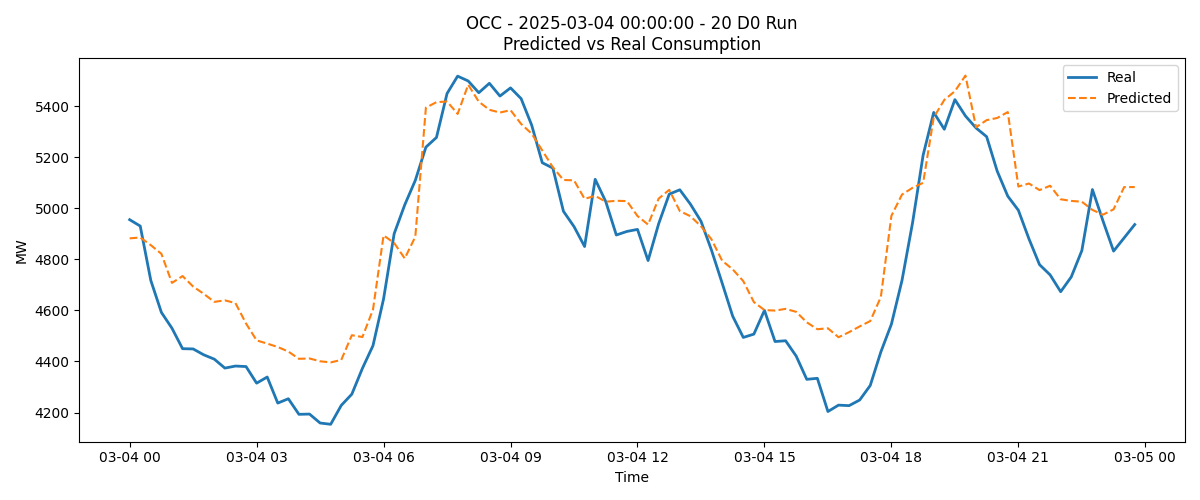 OCC - 2025-03-04 00:00:00 - 20 D0 Run
Predicted vs Real Consumption
Real
Predicted
MW
5400
5200
5000
4800
4600
4400
4200
03-04 00
03-04 03
03-04 06
03-04 09
03-04 12
03-04 15
03-04 18
03-04 21
03-05 00
Time